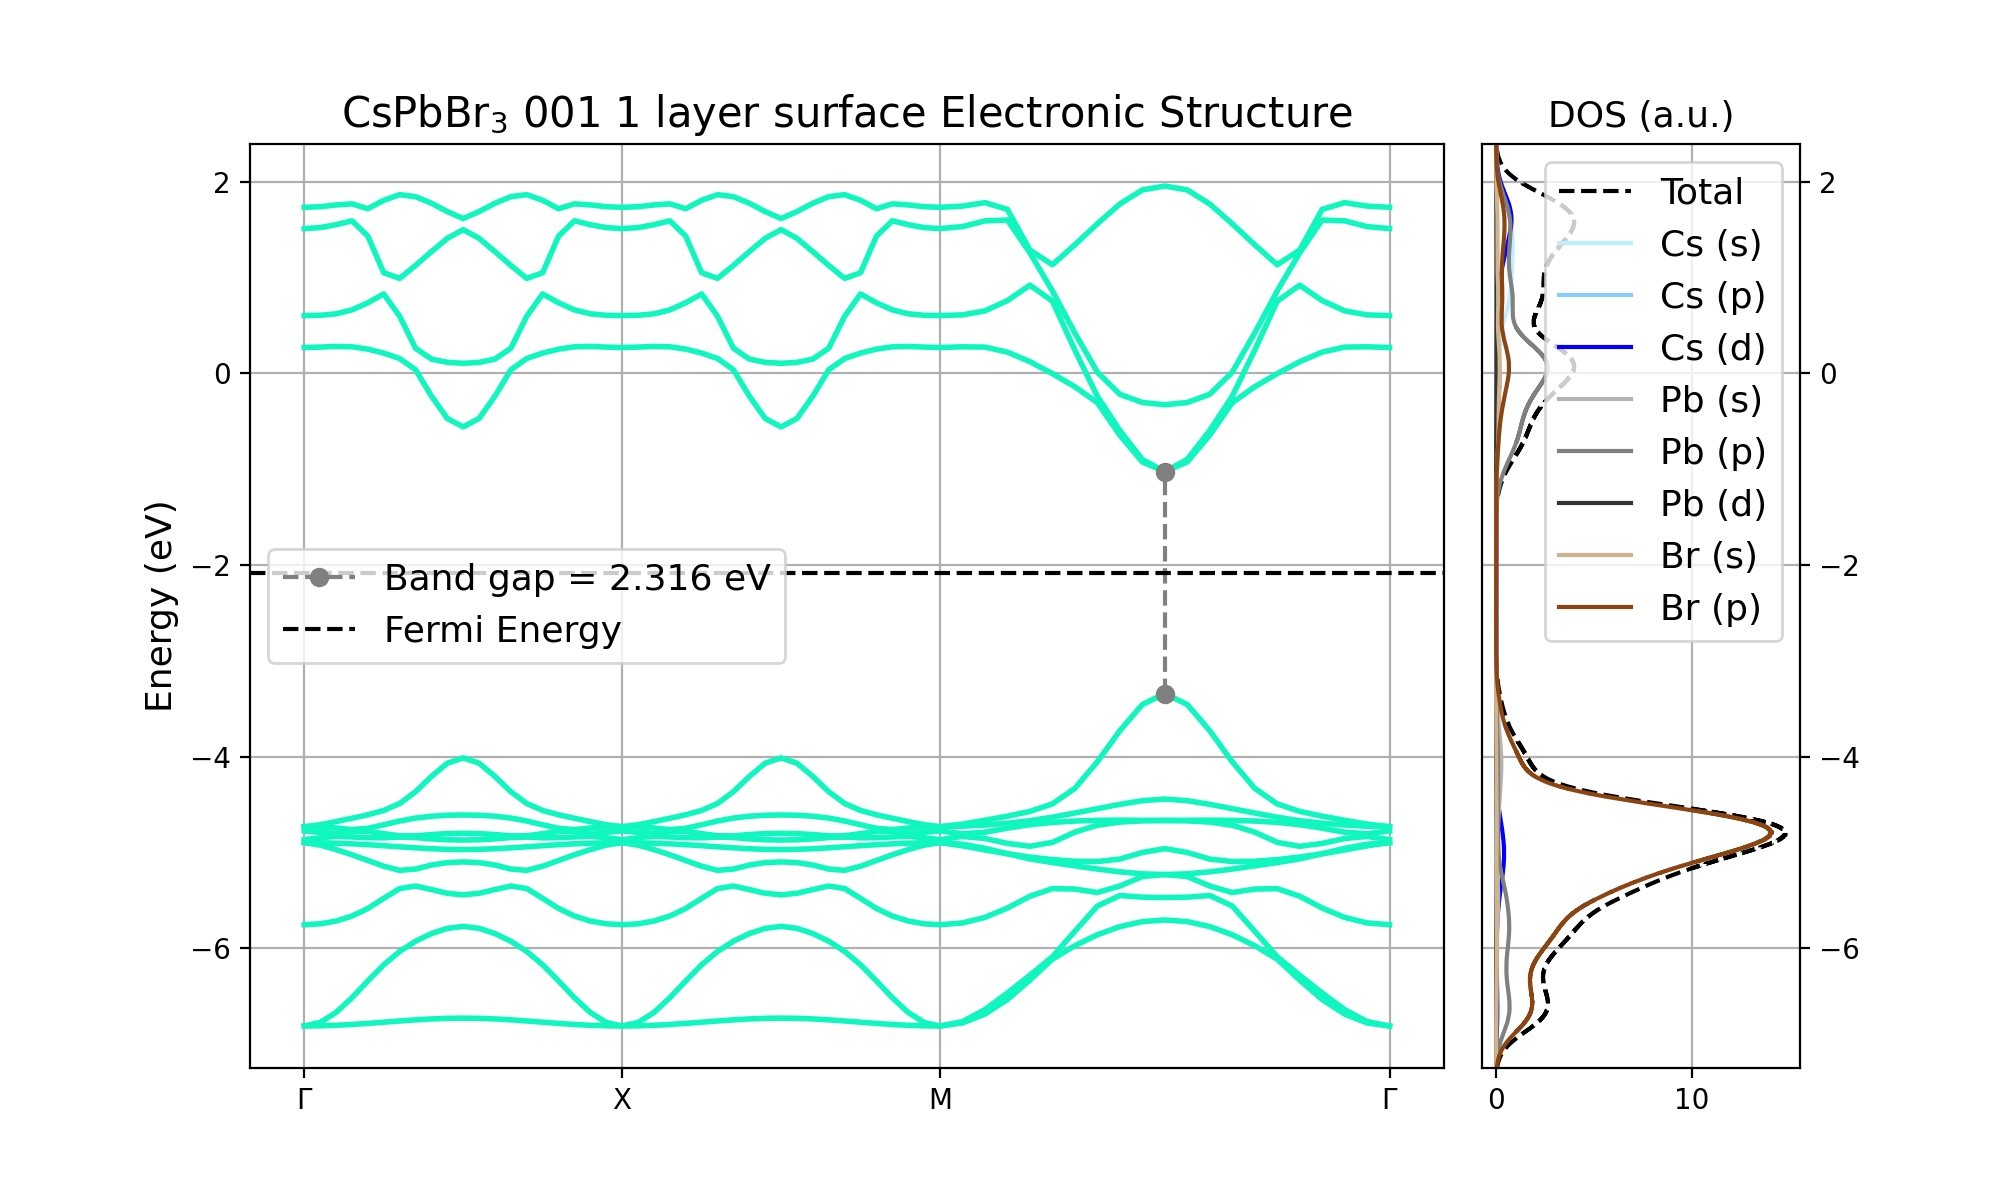 CsPbBr₃ 001 1 layer surface Electronic Structure
DOS (a.u.)
Energy (eV)
2
0
−2
−4
−6
Γ
X
M
Γ
Band gap = 2.316 eV
Fermi Energy
Total
Cs (s)
Cs (p)
Cs (d)
Pb (s)
Pb (p)
Pb (d)
Br (s)
Br (p)
2
0
−2
−4
−6
0
10